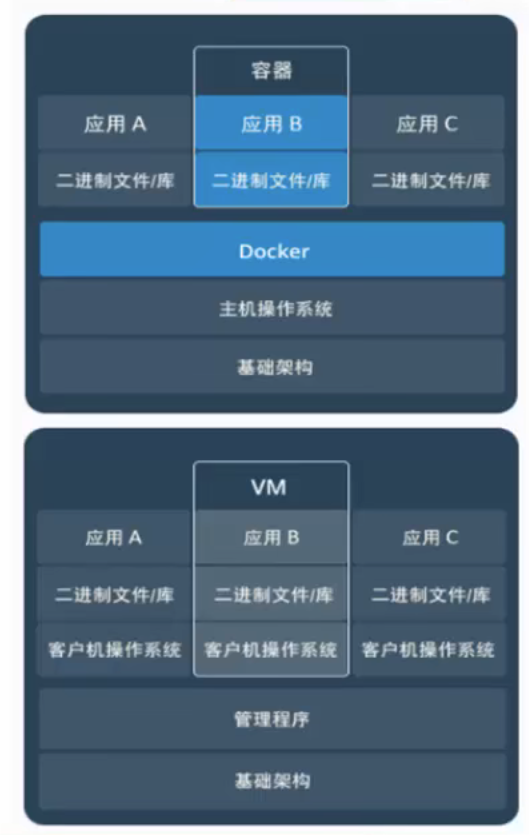 容器
应用 A 应用 B 应用 C
二进制文件/库 二进制文件/库 二进制文件/库
Docker
主机操作系统
基础架构
VM
应用 A 应用 B 应用 C
二进制文件/库 二进制文件/库 二进制文件/库
客户机操作系统 客户机操作系统 客户机操作系统
管理程序
基础架构